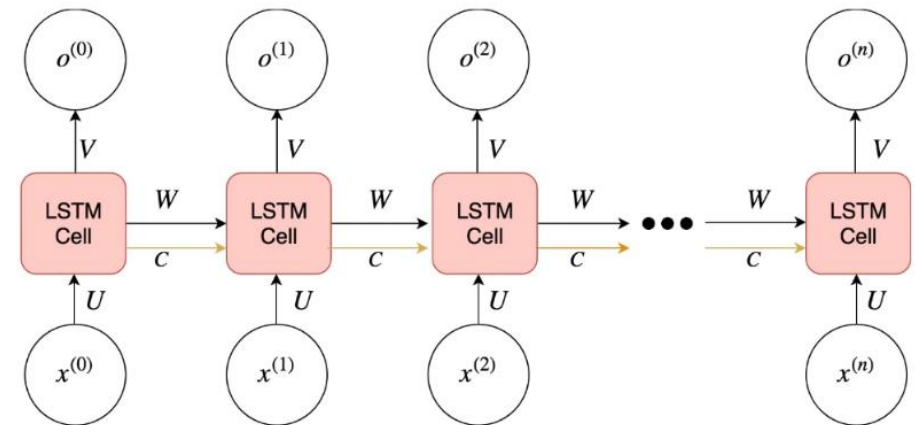 o^{(0)} o^{(1)} o^{(2)} o^{(n)}
V V V V
LSTM Cell W LSTM Cell W LSTM Cell W ••• W LSTM Cell
C C C C
U U U U
x^{(0)} x^{(1)} x^{(2)} x^{(n)}